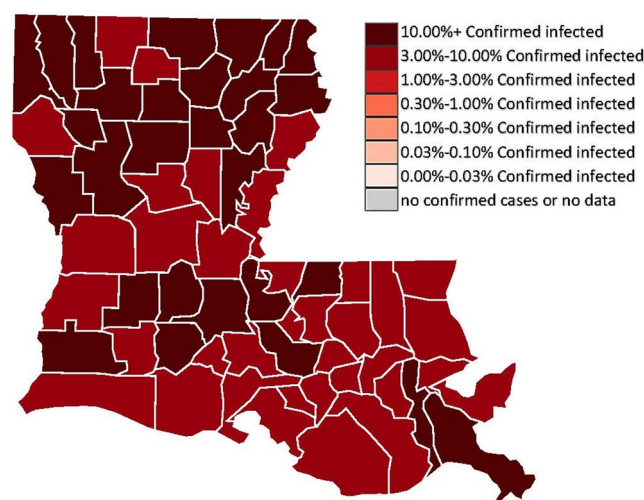 10.00%+ Confirmed infected
3.00%-10.00% Confirmed infected
1.00%-3.00% Confirmed infected
0.30%-1.00% Confirmed infected
0.10%-0.30% Confirmed infected
0.03%-0.10% Confirmed infected
0.00%-0.03% Confirmed infected
no confirmed cases or no data